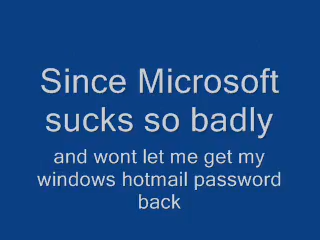 Since Microsoft
sucks so badly
and wont let me get my
windows hotmail password
back